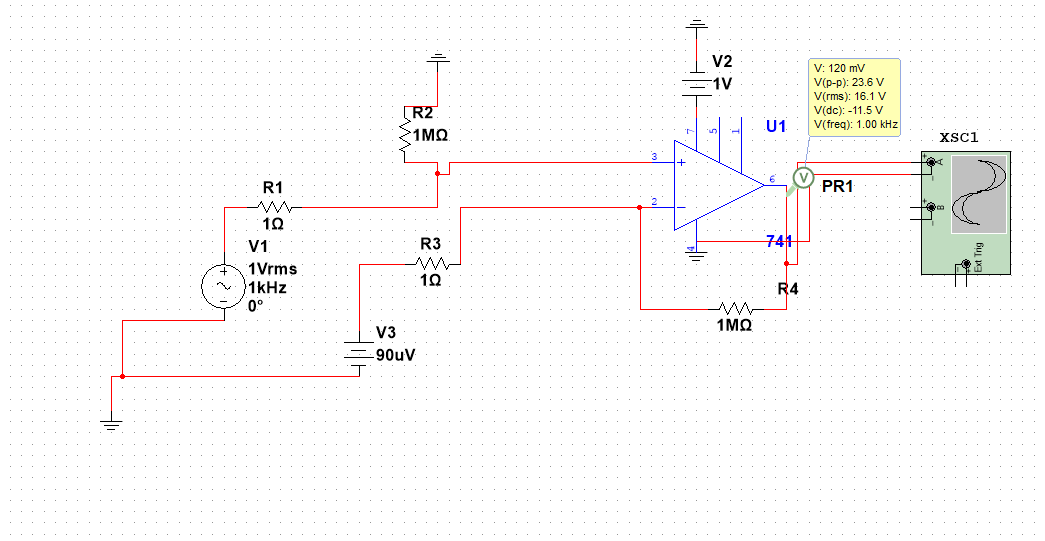 V2
1V
V: 120 mV
V(p-p): 23.6 V
V(rms): 16.1 V
V(dc): -11.5 V
V(freq): 1.00 kHz
R2
1MΩ
7
5
1
U1
XSC1
3
+
6
V
PR1
+
A
−
R1
1Ω
2
−
+
B
−
R3
1Ω
4
741
V1
1Vrms
1kHz
0°
+
−
Ext Trig
+
−
R4
1MΩ
V3
90uV